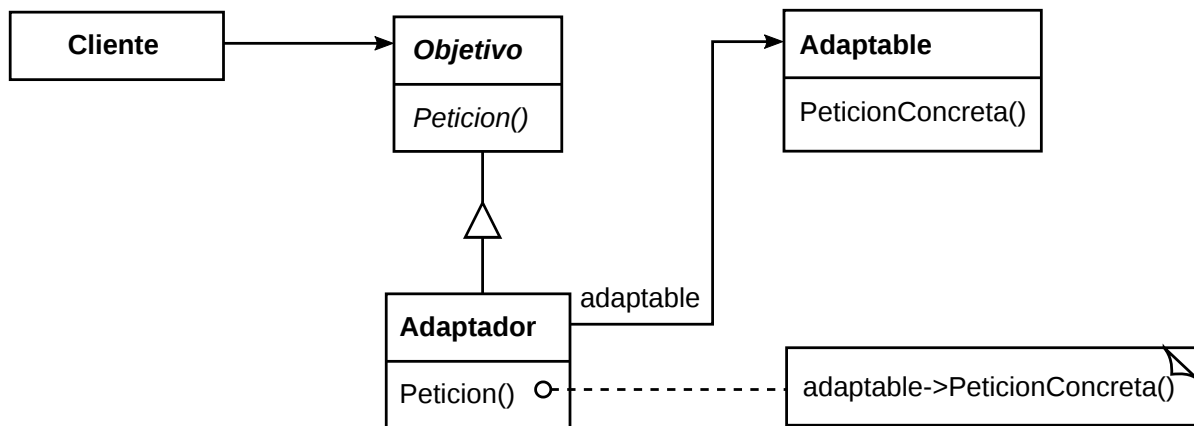 Cliente
Objetivo
Peticion()
Adaptable
PeticionConcreta()
adaptable
Adaptador
Peticion()
adaptable->PeticionConcreta()